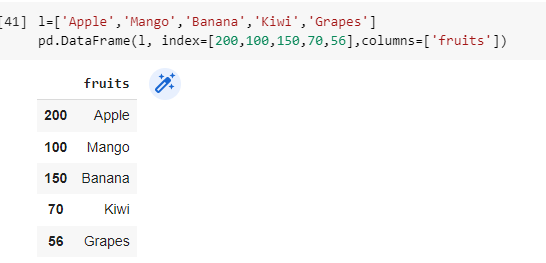 [41] l=['Apple','Mango','Banana','Kiwi','Grapes']
pd.DataFrame(l, index=[200,100,150,70,56],columns=['fruits'])
fruits
200 Apple
100 Mango
150 Banana
70 Kiwi
56 Grapes